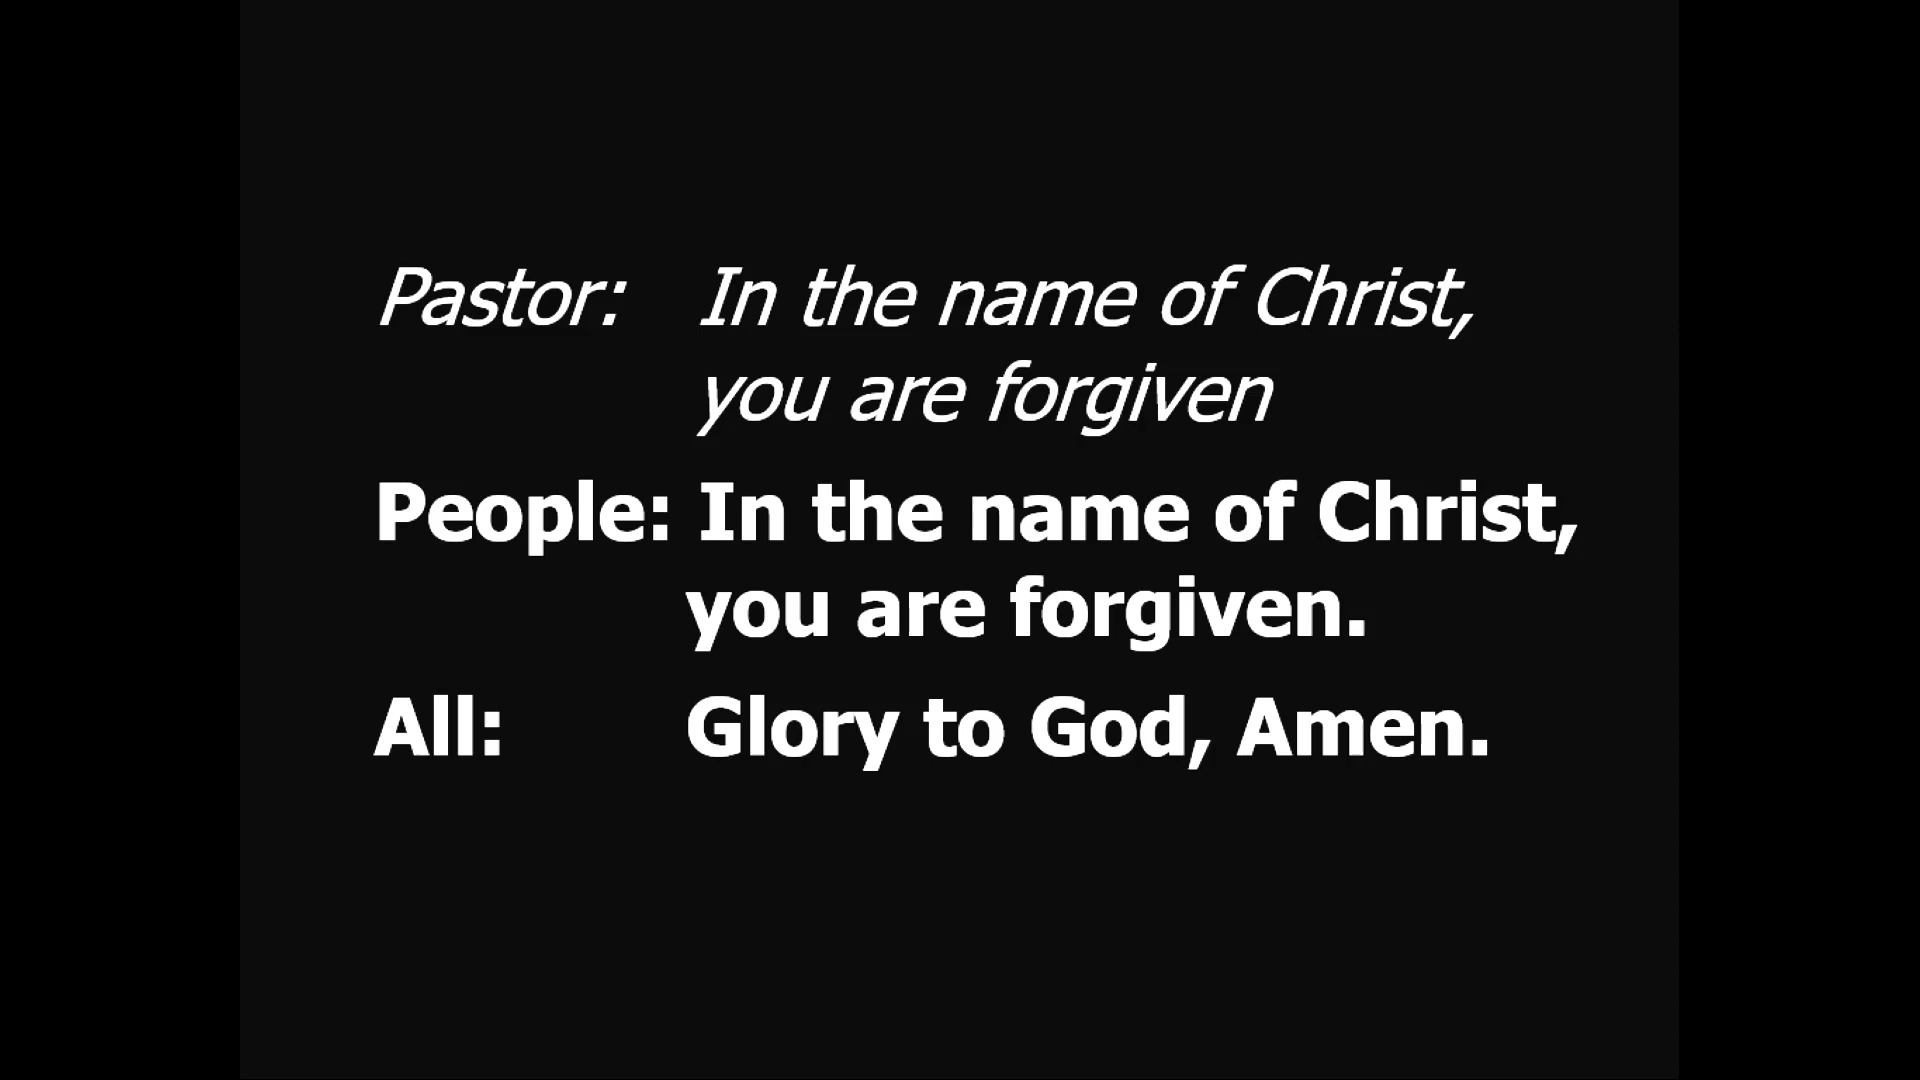 Pastor: In the name of Christ,
you are forgiven
People: In the name of Christ,
you are forgiven.
All: Glory to God, Amen.